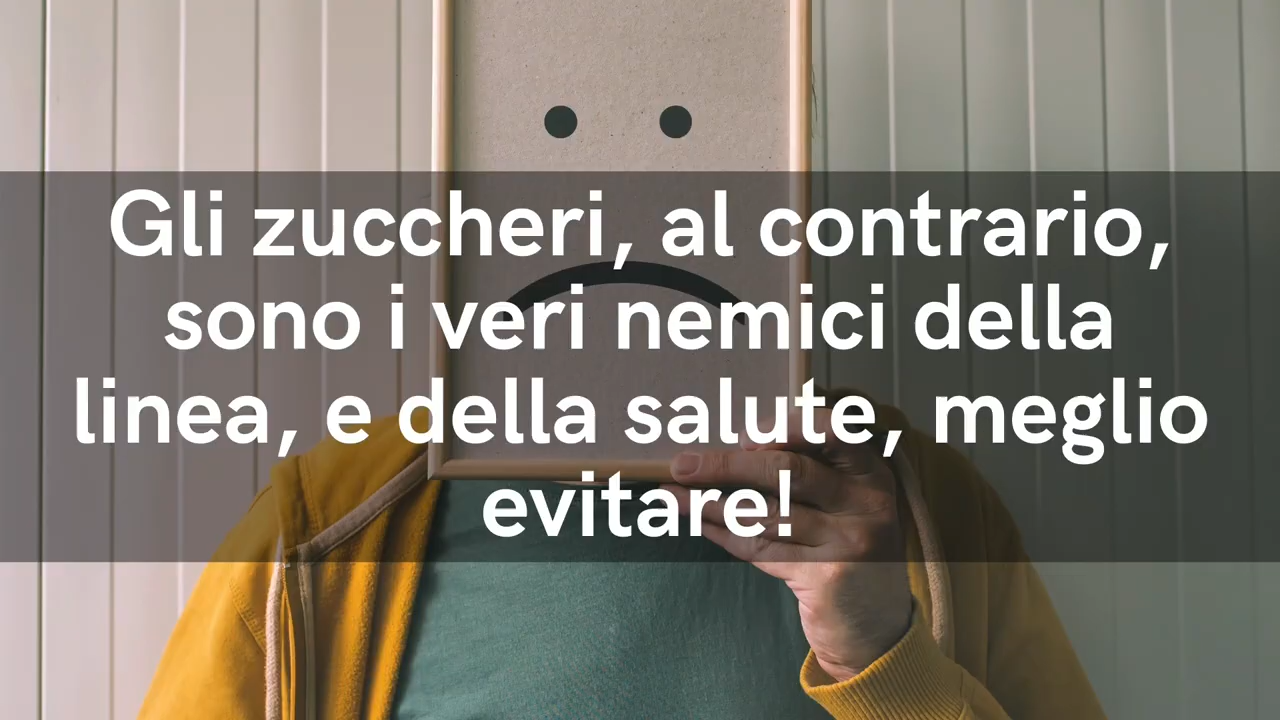 Gli zuccheri, al contrario,
sono i veri nemici della
linea, e della salute, meglio
evitare!